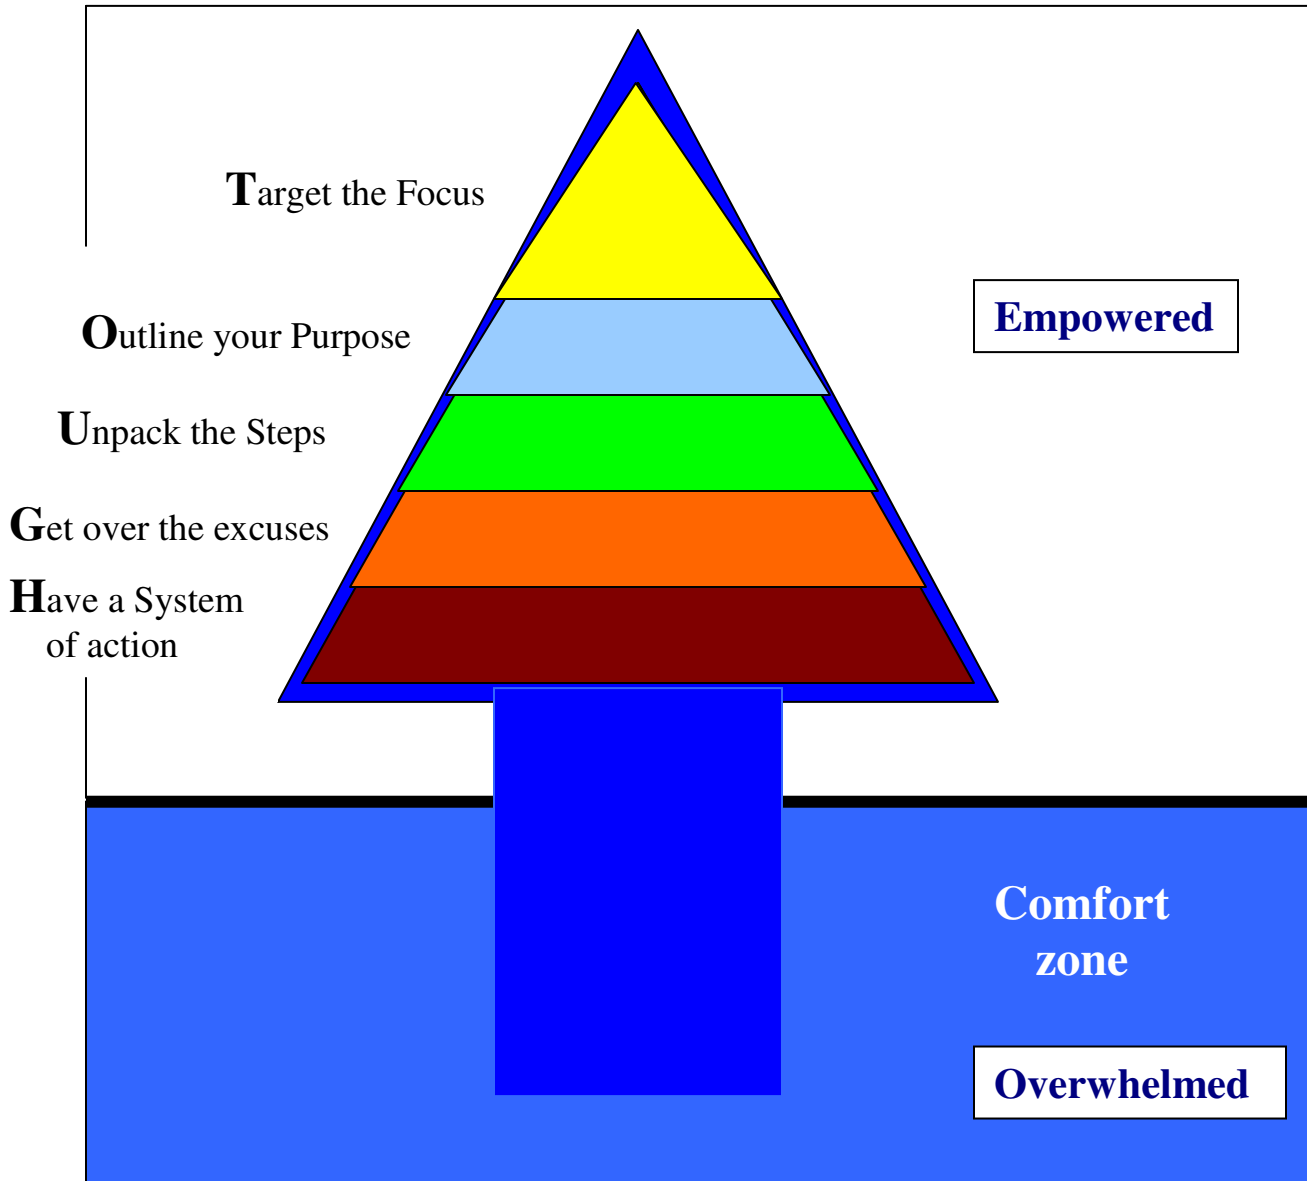 Target the Focus
Outline your Purpose
Empowered
Unpack the Steps
Get over the excuses
Have a System
of action
Comfort
zone
Overwhelmed